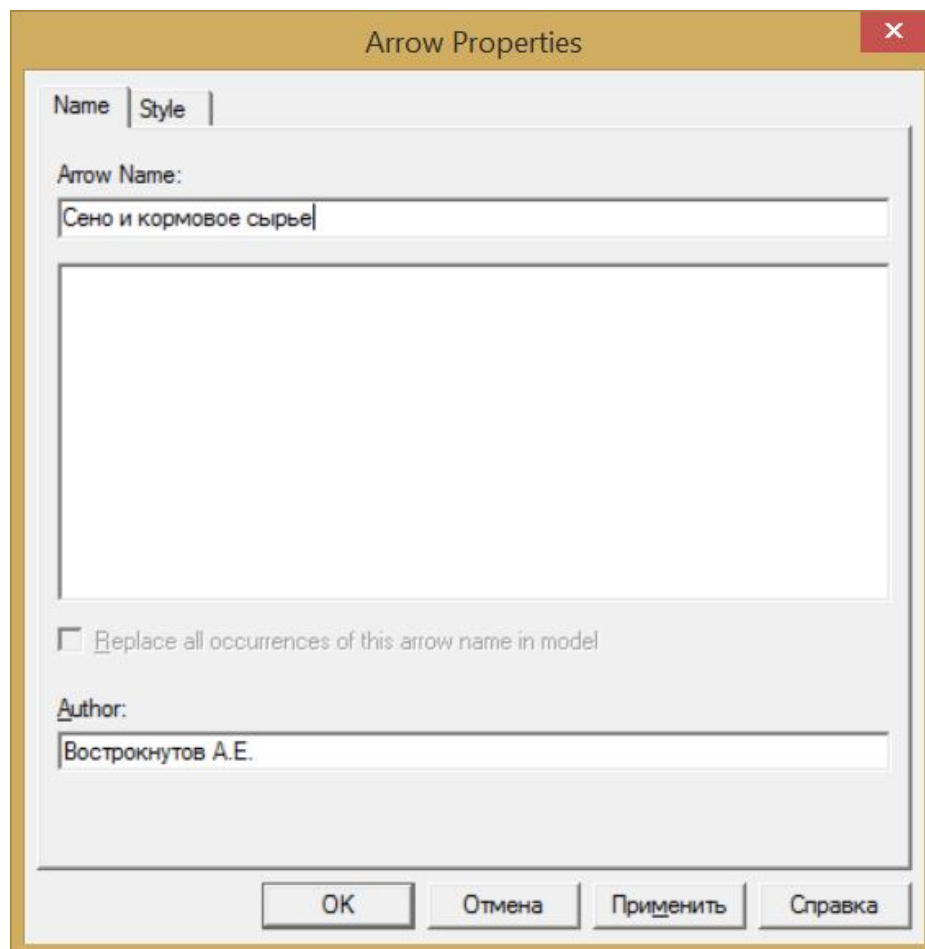 Arrow Properties
Name Style
Arrow Name:
Сено и кормовое сырье
Replace all occurrences of this arrow name in model
Author:
Вострокнутов А.Е.
OK Отмена Применить Справка